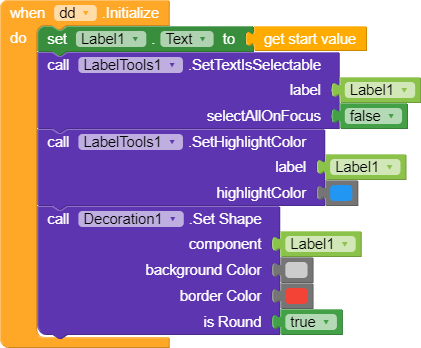 when dd .Initialize
do set Label1 . Text to get start value
call LabelTools1 .SetTextIsSelectable
label Label1
selectAllOnFocus false
call LabelTools1 .SetHighlightColor
label Label1
highlightColor
call Decoration1 .Set Shape
component Label1
background Color
border Color
is Round true